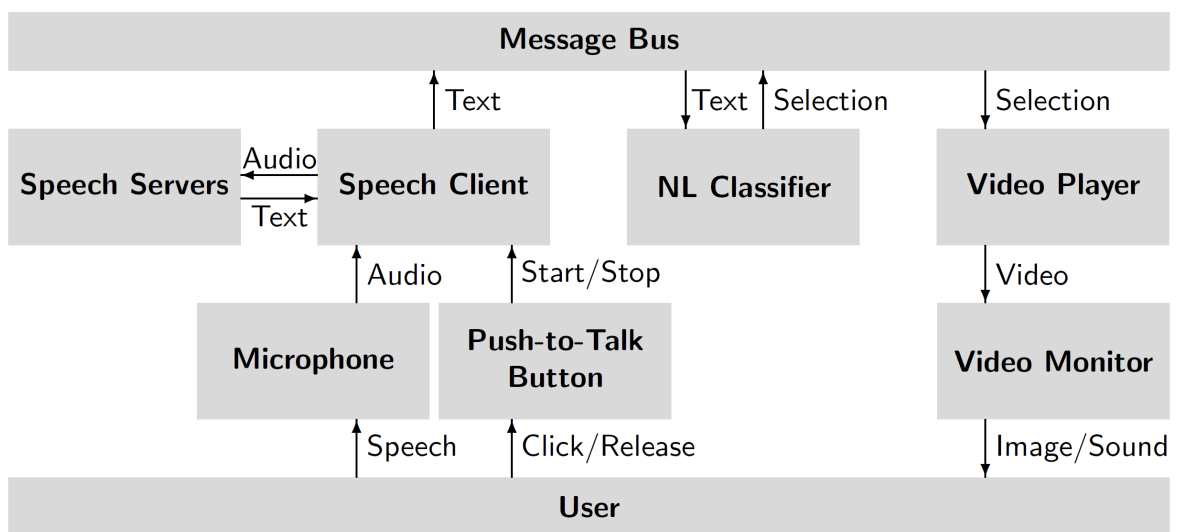 Message Bus
Text
Text
Selection
Selection
Speech Servers
Audio
Text
Speech Client
NL Classifier
Video Player
Audio
Start/Stop
Video
Microphone
Push-to-Talk
Button
Video Monitor
Speech
Click/Release
Image/Sound
User